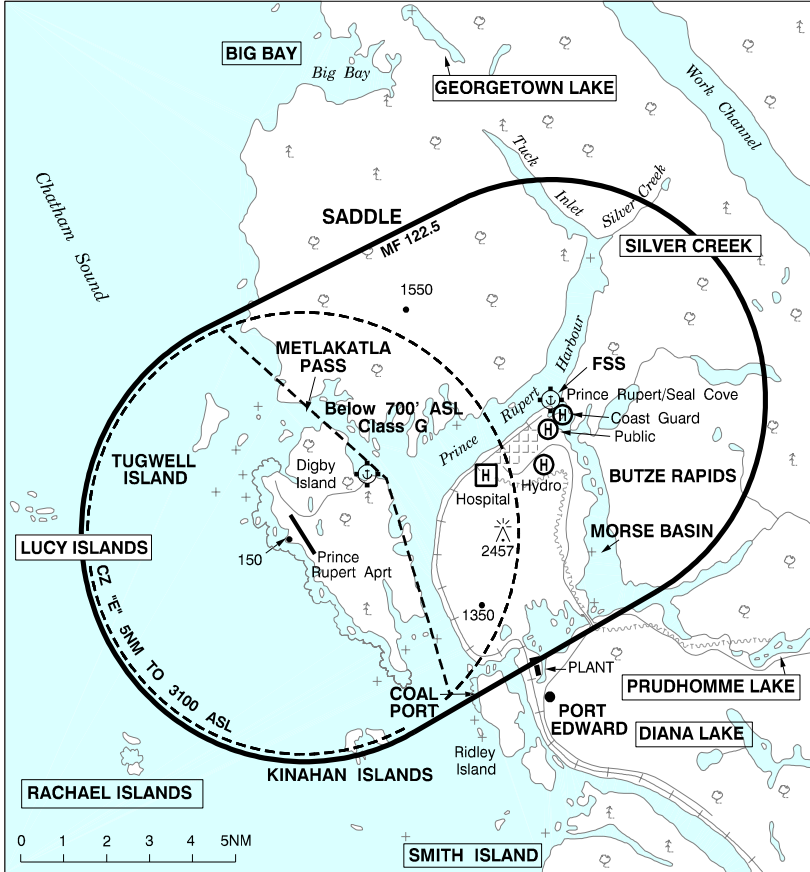 BIG BAY
Big Bay
GEORGETOWN LAKE
Work Channel
Tuck
Inlet
Silver Creek
Chatham Sound
SADDLE
MF 122.5
SILVER CREEK
1550
METLAKATLA
PASS
Harbour
FSS
Rupert
Prince
Prince Rupert/Seal Cove
Coast Guard
Public
Below 700' ASL
Class G
TUGWELL
ISLAND
Digby
Island
H
H
H
H
Hospital
Hydro
BUTZE RAPIDS
MORSE BASIN
LUCY ISLANDS
150
Prince
Rupert Aprt
2457
1350
CZ "E" 5NM TO 3100 ASL
PLANT
COAL
PORT
PORT
EDWARD
PRUDHOMME LAKE
DIANA LAKE
Ridley
Island
KINAHAN ISLANDS
RACHAEL ISLANDS
SMITH ISLAND
0 1 2 3 4 5NM